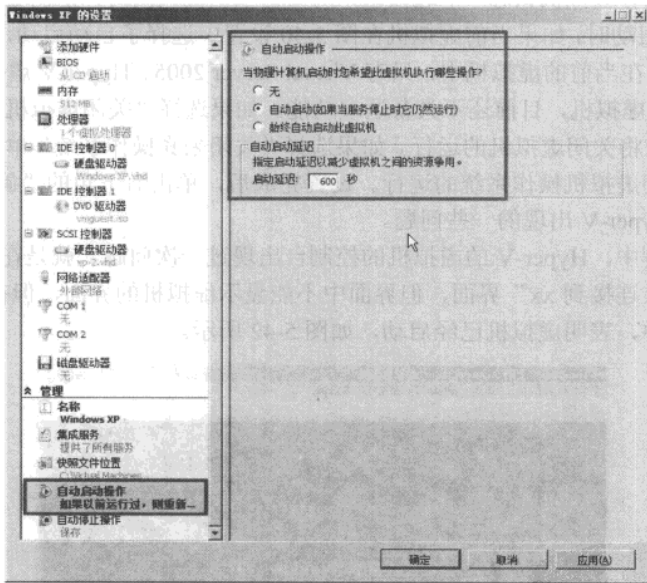 Windows XP 的设置
添加硬件
BIOS
从 CD 启动
内存
512 MB
处理器
1 个虚拟处理器
IDE 控制器 0
硬盘驱动器
Windows XP.vhd
IDE 控制器 1
DVD 驱动器
vmguest.iso
SCSI 控制器
硬盘驱动器
xp-2.vhd
网络适配器
外部网络
COM 1
无
COM 2
无
磁盘驱动器
无
管理
名称
Windows XP
集成服务
提供了所有服务
快照文件位置
C:\Virtual Machines
自动启动操作
如果以前运行过，则重新...
自动停止操作
保存
自动启动操作
当物理计算机启动时您希望此虚拟机执行哪些操作?
无
自动启动(如果当服务停止时它仍然运行)
始终自动启动此虚拟机
自动启动延迟
指定启动延迟以减少虚拟机之间的资源争用。
启动延迟: 600 秒
确定 取消 应用(A)